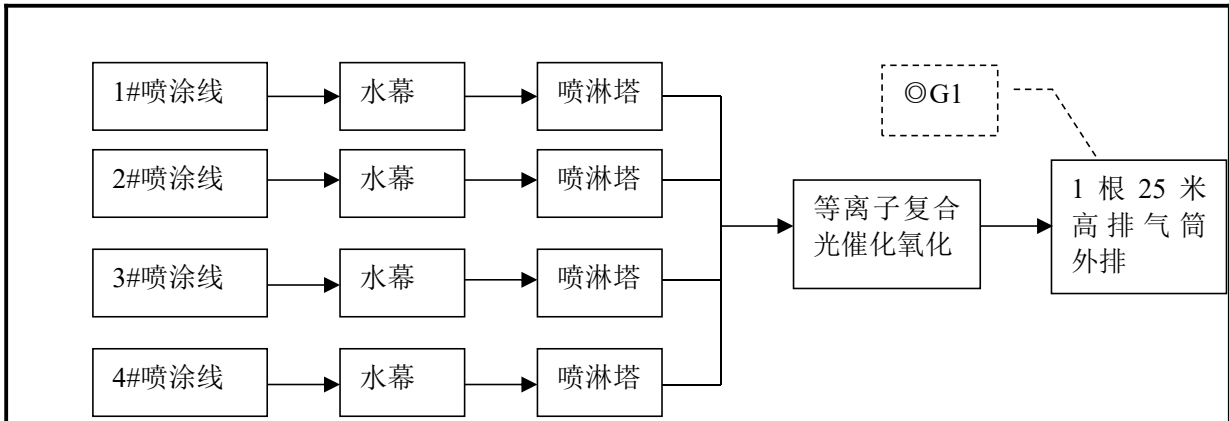 1#喷涂线
水幕
喷淋塔
◎G1
2#喷涂线
水幕
喷淋塔
等离子复合
光催化氧化
1 根 25 米
高排气筒
外排
3#喷涂线
水幕
喷淋塔
4#喷涂线
水幕
喷淋塔